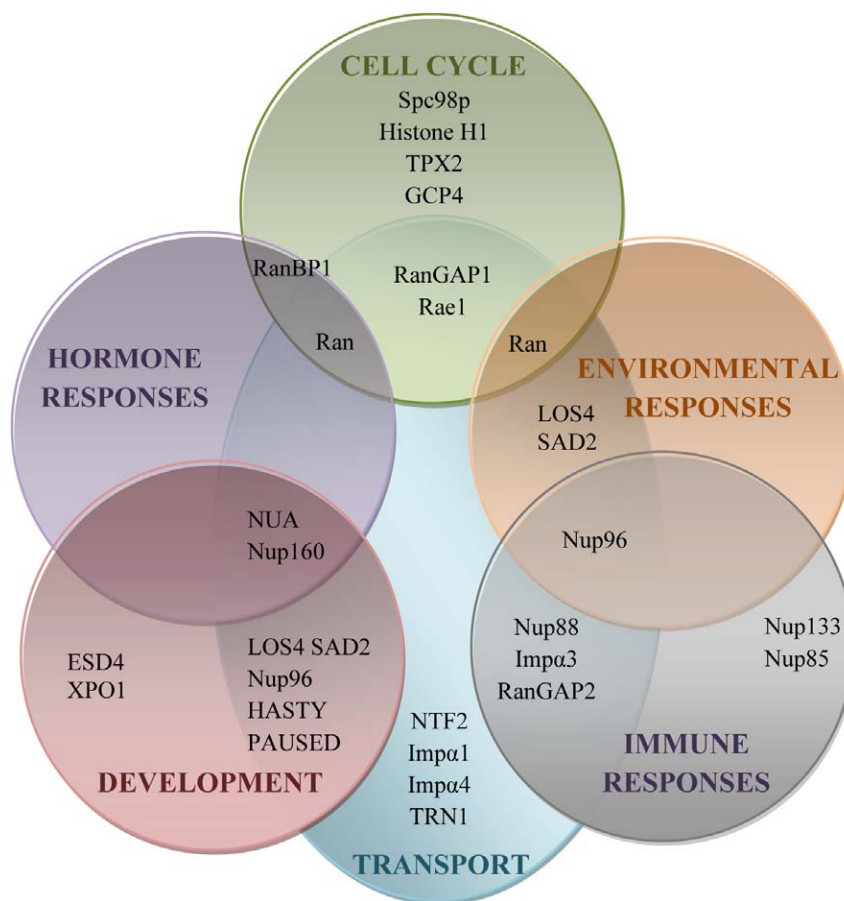 CELL CYCLE
Spc98p
Histone H1
TPX2
GCP4
RanBP1
RanGAP1
Rae1
Ran
Ran
HORMONE
RESPONSES
ENVIRONMENTAL
RESPONSES
LOS4
SAD2
NUA
Nup160
Nup96
ESD4
XPO1
LOS4 SAD2
Nup96
HASTY
PAUSED
DEVELOPMENT
Nup88
Impα3
RanGAP2
Nup133
Nup85
IMMUNE
RESPONSES
NTF2
Impα1
Impα4
TRN1
TRANSPORT